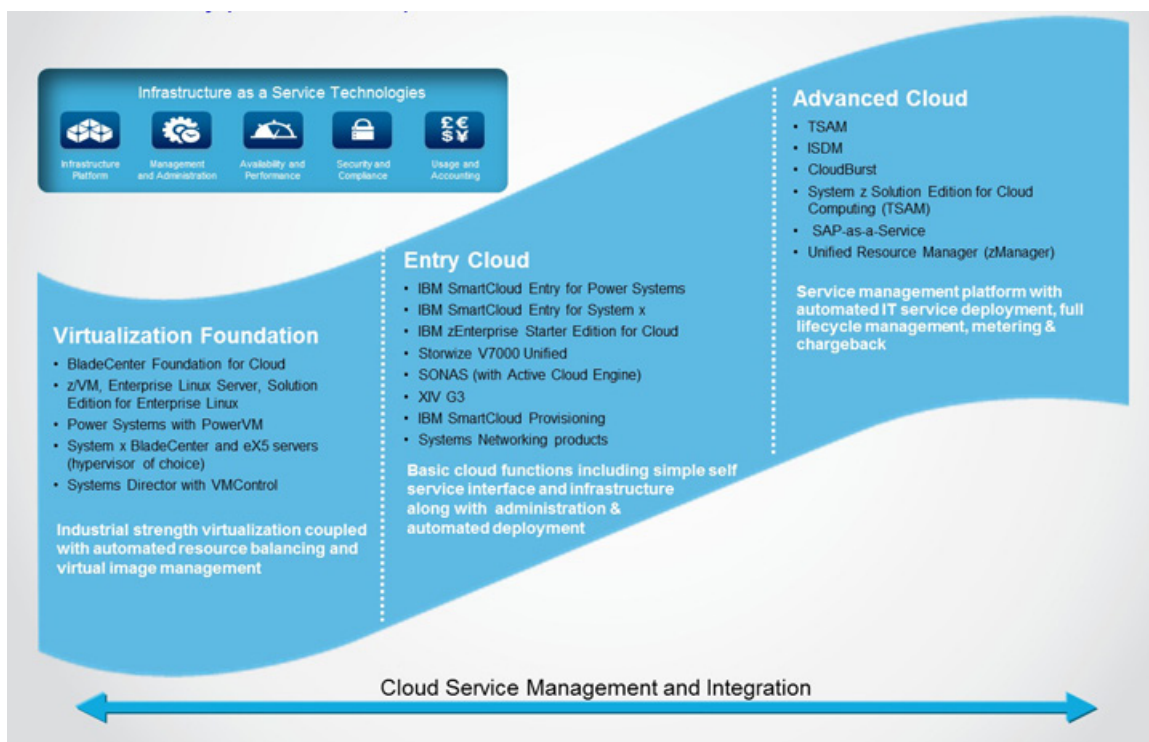 Infrastructure as a Service Technologies
£ €
$ ¥
Infrastructure
Platform
Management
and Administration
Availability and
Performance
Security and
Compliance
Usage and
Accounting
Virtualization Foundation
• BladeCenter Foundation for Cloud
• z/VM, Enterprise Linux Server, Solution
Edition for Enterprise Linux
• Power Systems with PowerVM
• System x BladeCenter and eX5 servers
(hypervisor of choice)
• Systems Director with VMControl
Industrial strength virtualization coupled
with automated resource balancing and
virtual image management
Entry Cloud
• IBM SmartCloud Entry for Power Systems
• IBM SmartCloud Entry for System x
• IBM zEnterprise Starter Edition for Cloud
• Storwize V7000 Unified
• SONAS (with Active Cloud Engine)
• XIV G3
• IBM SmartCloud Provisioning
• Systems Networking products
Basic cloud functions including simple self
service interface and infrastructure
along with administration &
automated deployment
Advanced Cloud
• TSAM
• ISDM
• CloudBurst
• System z Solution Edition for Cloud
Computing (TSAM)
• SAP-as-a-Service
• Unified Resource Manager (zManager)
Service management platform with
automated IT service deployment, full
lifecycle management, metering &
chargeback
Cloud Service Management and Integration